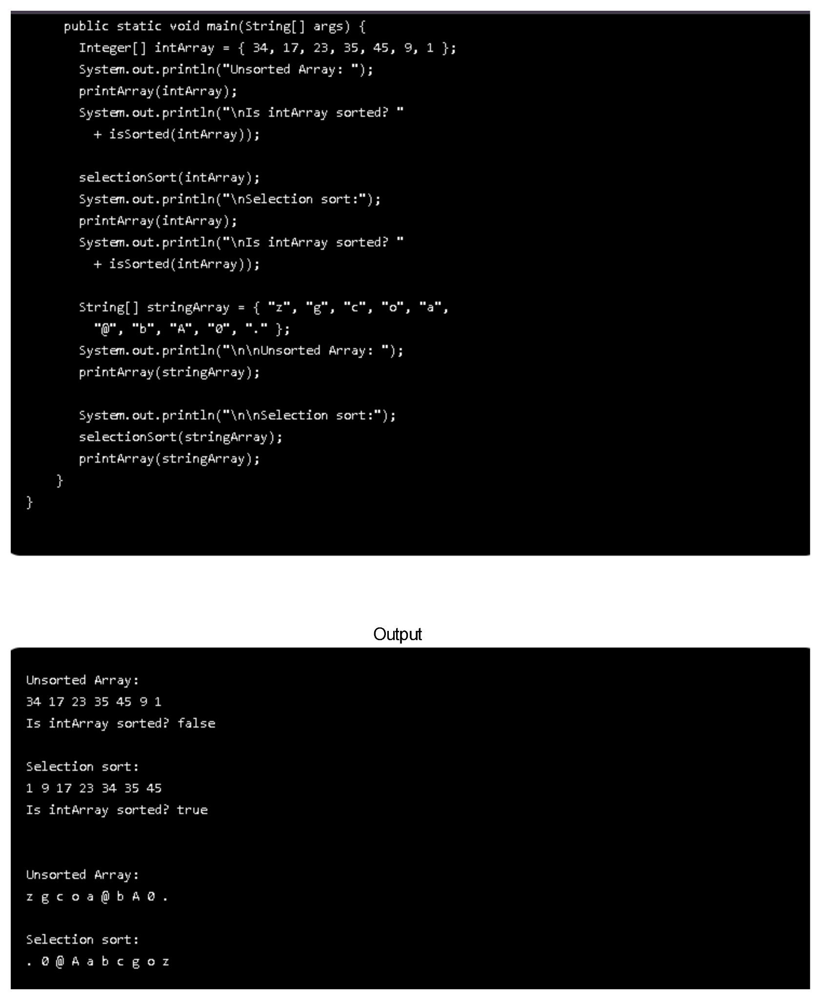 public static void main(String[] args) {
Integer[] intArray = { 34, 17, 23, 35, 45, 9, 1 };
System.out.println("Unsorted Array: ");
printArray(intArray);
System.out.println("\nIs intArray sorted? "
+ isSorted(intArray));
selectionSort(intArray);
System.out.println("\nSelection sort:");
printArray(intArray);
System.out.println("\nIs intArray sorted? "
+ isSorted(intArray));
String[] stringArray = { "z", "g", "c", "o", "a",
"@", "b", "A", "0", "." };
System.out.println("\n\nUnsorted Array: ");
printArray(stringArray);
System.out.println("\n\nSelection sort:");
selectionSort(stringArray);
printArray(stringArray);
}
}
Output
Unsorted Array:
34 17 23 35 45 9 1
Is intArray sorted? false
Selection sort:
1 9 17 23 34 35 45
Is intArray sorted? true
Unsorted Array:
z g c o a @ b A 0 .
Selection sort:
. 0 @ A a b c g o z